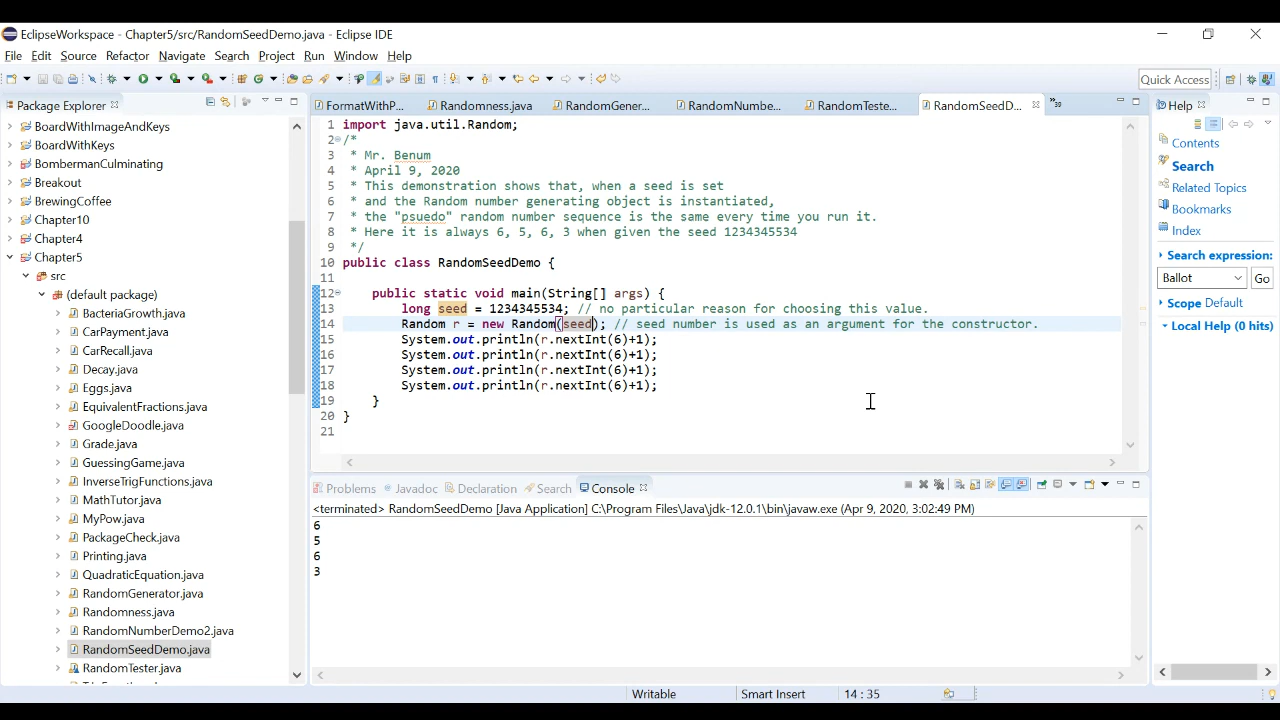 EclipseWorkspace - Chapter5/src/RandomSeedDemo.java - Eclipse IDE
File Edit Source Refactor Navigate Search Project Run Window Help
Quick Access
Package Explorer
BoardWithImageAndKeys
BoardWithKeys
BombermanCulminating
Breakout
BrewingCoffee
Chapter10
Chapter4
Chapter5
src
(default package)
BacteriaGrowth.java
CarPayment.java
CarRecall.java
Decay.java
Eggs.java
EquivalentFractions.java
GoogleDoodle.java
Grade.java
GuessingGame.java
InverseTrigFunctions.java
MathTutor.java
MyPow.java
PackageCheck.java
Printing.java
QuadraticEquation.java
RandomGenerator.java
Randomness.java
RandomNumberDemo2.java
RandomSeedDemo.java
RandomTester.java
FormatWithP... Randomness.java RandomGener... RandomNumbe... RandomTeste... RandomSeedD... »39
1 import java.util.Random;
2 /*
3 * Mr. Benum
4 * April 9, 2020
5 * This demonstration shows that, when a seed is set
6 * and the Random number generating object is instantiated,
7 * the "psuedo" random number sequence is the same every time you run it.
8 * Here it is always 6, 5, 6, 3 when given the seed 1234345534
9 */
10 public class RandomSeedDemo {
11
12 public static void main(String[] args) {
13 long seed = 1234345534; // no particular reason for choosing this value.
14 Random r = new Random(seed); // seed number is used as an argument for the constructor.
15 System.out.println(r.nextInt(6)+1);
16 System.out.println(r.nextInt(6)+1);
17 System.out.println(r.nextInt(6)+1);
18 System.out.println(r.nextInt(6)+1);
19 }
20 }
21
Problems Javadoc Declaration Search Console
<terminated> RandomSeedDemo [Java Application] C:\Program Files\Java\jdk-12.0.1\bin\javaw.exe (Apr 9, 2020, 3:02:49 PM)
6
5
6
3
Help
Contents
Search
Related Topics
Bookmarks
Index
Search expression:
Ballot Go
Scope Default
Local Help (0 hits)
Writable Smart Insert 14 : 35